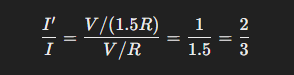 I'/I = V/(1.5R) / V/R = 1/1.5 = 2/3